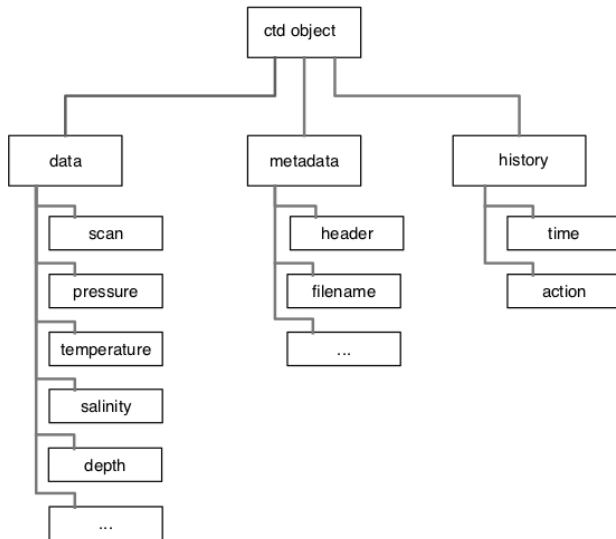 ctd object
data
metadata
history
scan
pressure
temperature
salinity
depth
...
header
filename
...
time
action